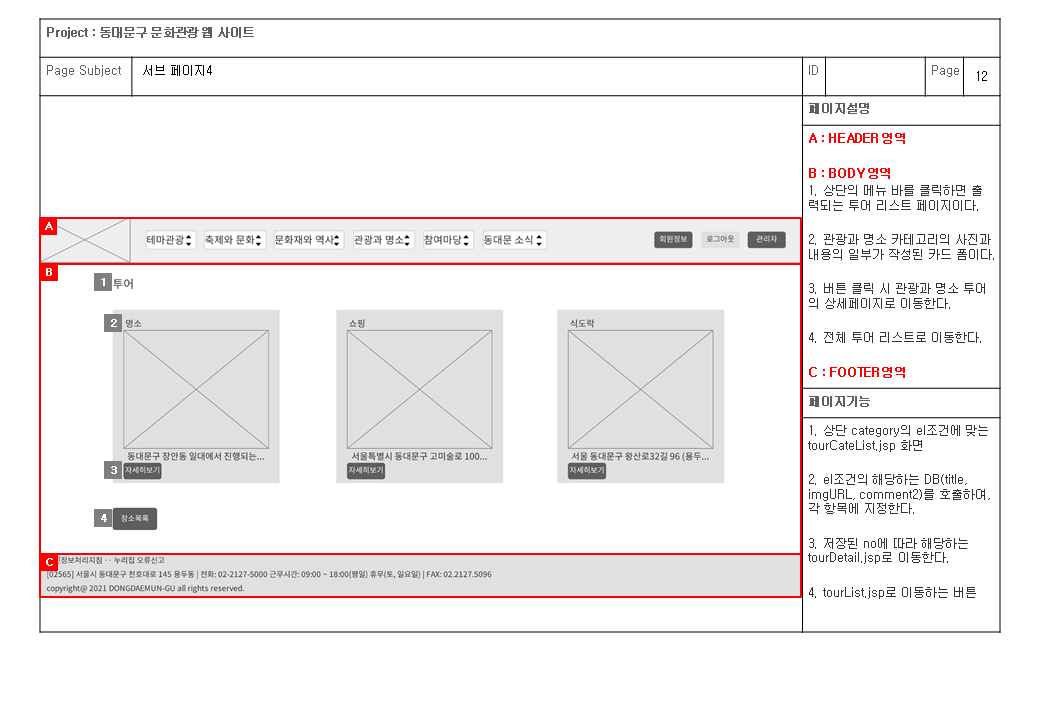 Project : 동대문구 문화관광 웹 사이트
Page Subject 서브 페이지4 ID Page 12
페이지설명
A : HEADER 영역
B : BODY 영역
1. 상단의 메뉴 바를 클릭하면 출
력되는 투어 리스트 페이지이다.
2. 관광과 명소 카테고리의 사진과
내용의 일부가 작성된 카드 폼이다.
3. 버튼 클릭 시 관광과 명소 투어
의 상세페이지로 이동한다.
4. 전체 투어 리스트로 이동한다.
C : FOOTER 영역
페이지기능
1. 상단 category의 el조건에 맞는
tourCateList.jsp 화면
2. el조건의 해당하는 DB(title,
imgURL, comment2)를 호출하여,
각 항목에 지정한다.
3. 저장된 no에 따라 해당하는
tourDetail.jsp로 이동한다.
4. tourList.jsp로 이동하는 버튼
A
테마관광 축제와 문화 문화재와 역사 관광과 명소 참여마당 동대문 소식 회원정보 로그아웃 관리자
B
1 투어
2 명소 쇼핑 식도락
동대문구 장안동 일대에서 진행되는... 서울특별시 동대문구 고미술로 100... 서울 동대문구 왕산로32길 96 (용두...
3 자세히보기 자세히보기 자세히보기
4 장소목록
C 인정보처리지침 · · 누리집 오류신고
[02565] 서울시 동대문구 천호대로 145 용두동 | 전화: 02-2127-5000 근무시간: 09:00 ~ 18:00(평일) 휴무(토, 일요일) | FAX: 02.2127.5096
copyright@ 2021 DONGDAEMUN-GU all rights reserved.